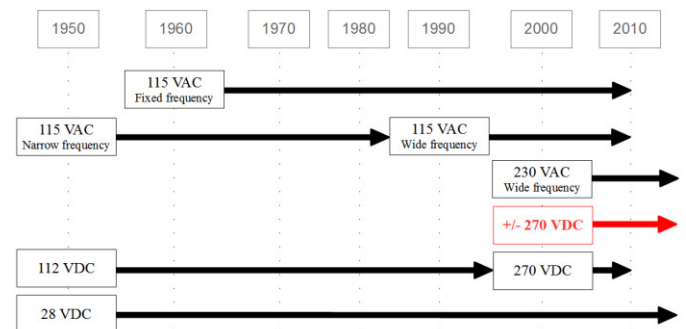 1950
1960
1970
1980
1990
2000
2010
115 VAC
Fixed frequency
115 VAC
Narrow frequency
115 VAC
Wide frequency
230 VAC
Wide frequency
+/- 270 VDC
112 VDC
270 VDC
28 VDC